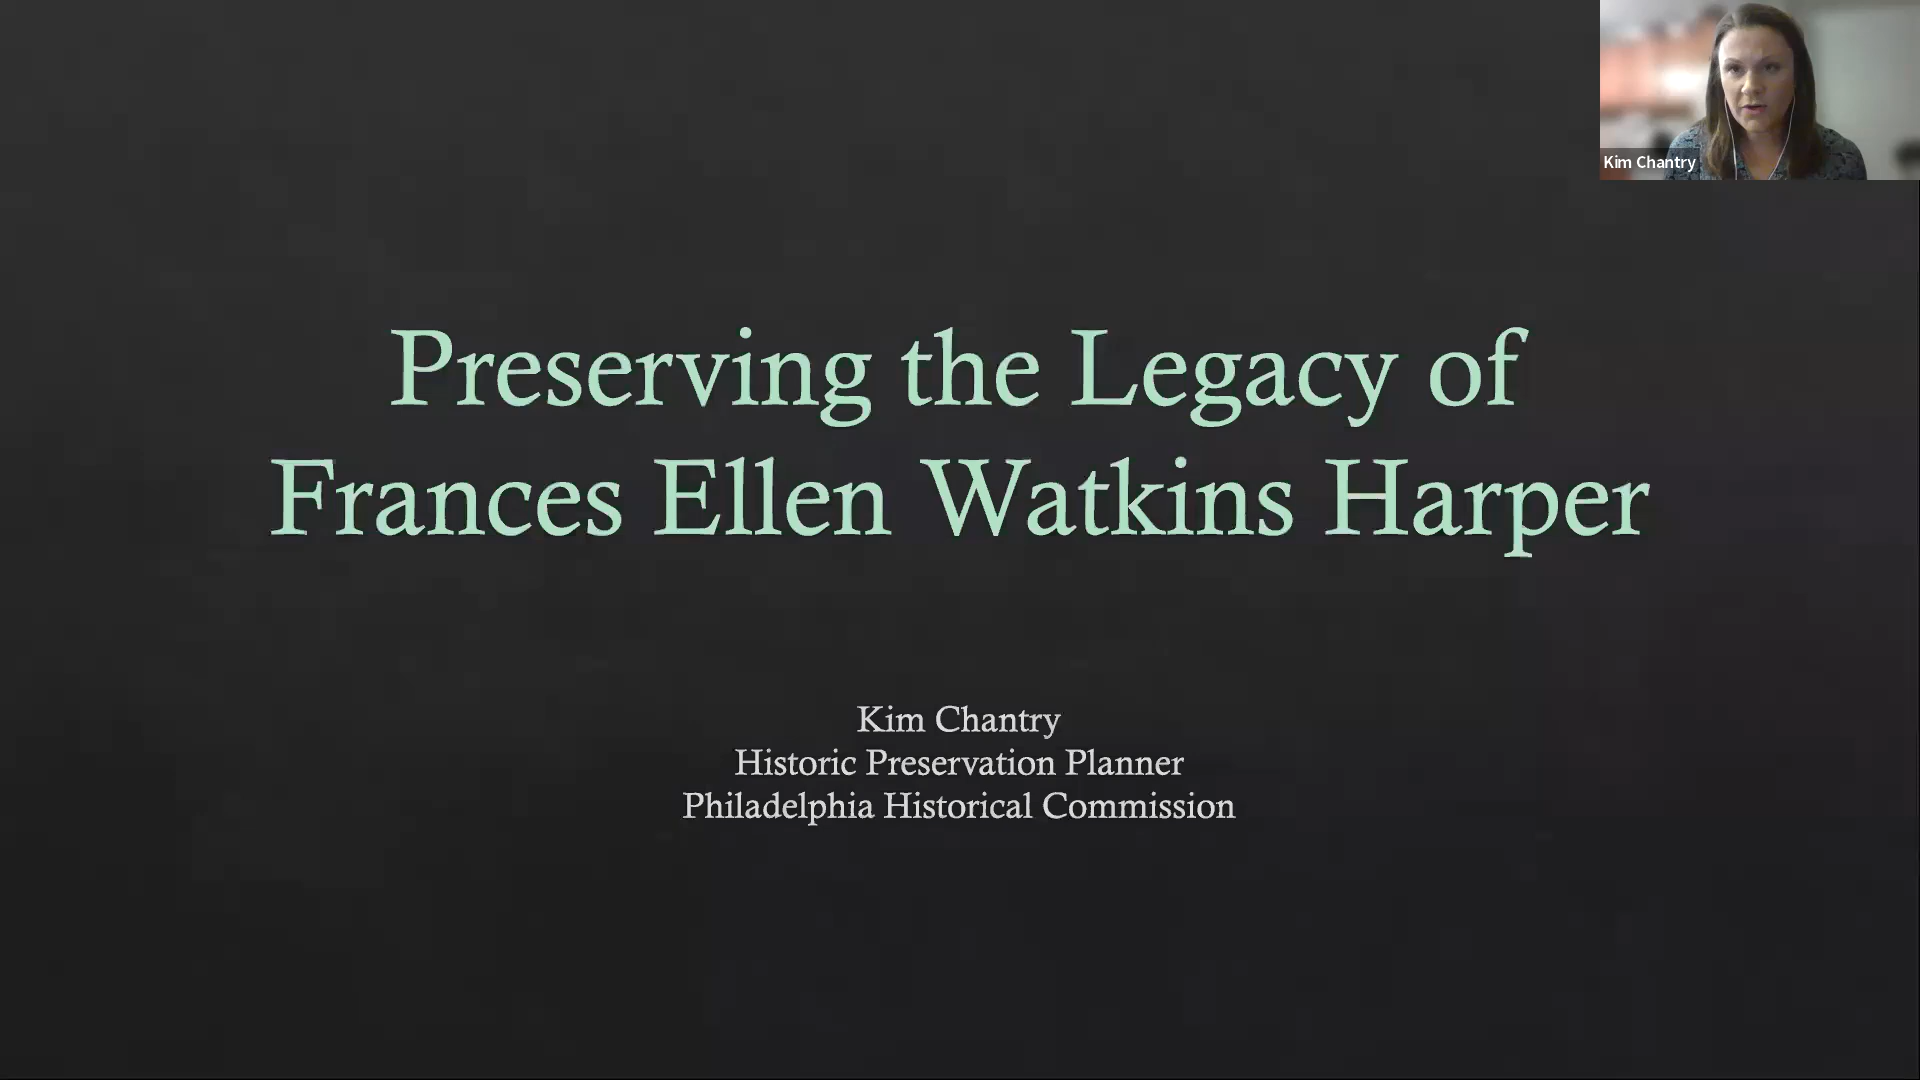 Kim Chantry
Preserving the Legacy of
Frances Ellen Watkins Harper
Kim Chantry
Historic Preservation Planner
Philadelphia Historical Commission